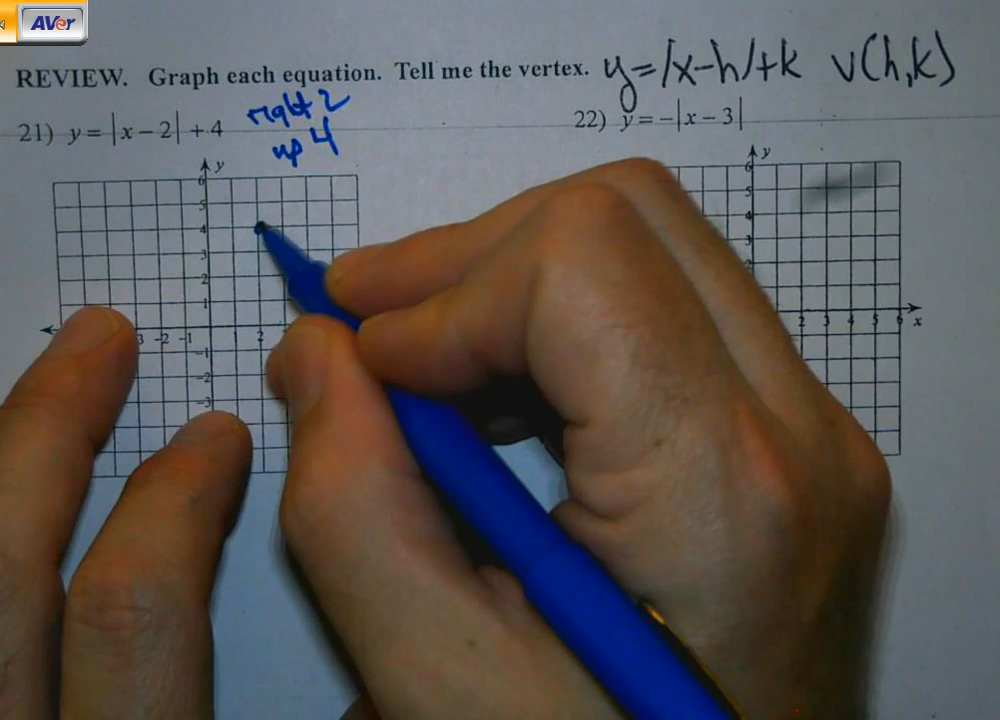 AVer
REVIEW. Graph each equation. Tell me the vertex. y=|x-h|+k v(h,k)
21) y = |x − 2| + 4 right 2
up 4
22) y = −|x − 3|
y
6
5
4
3
2
1
3 -2 -1 2
-1
-2
-3
y
6
5
4
3
2
2 3 4 5 6 x